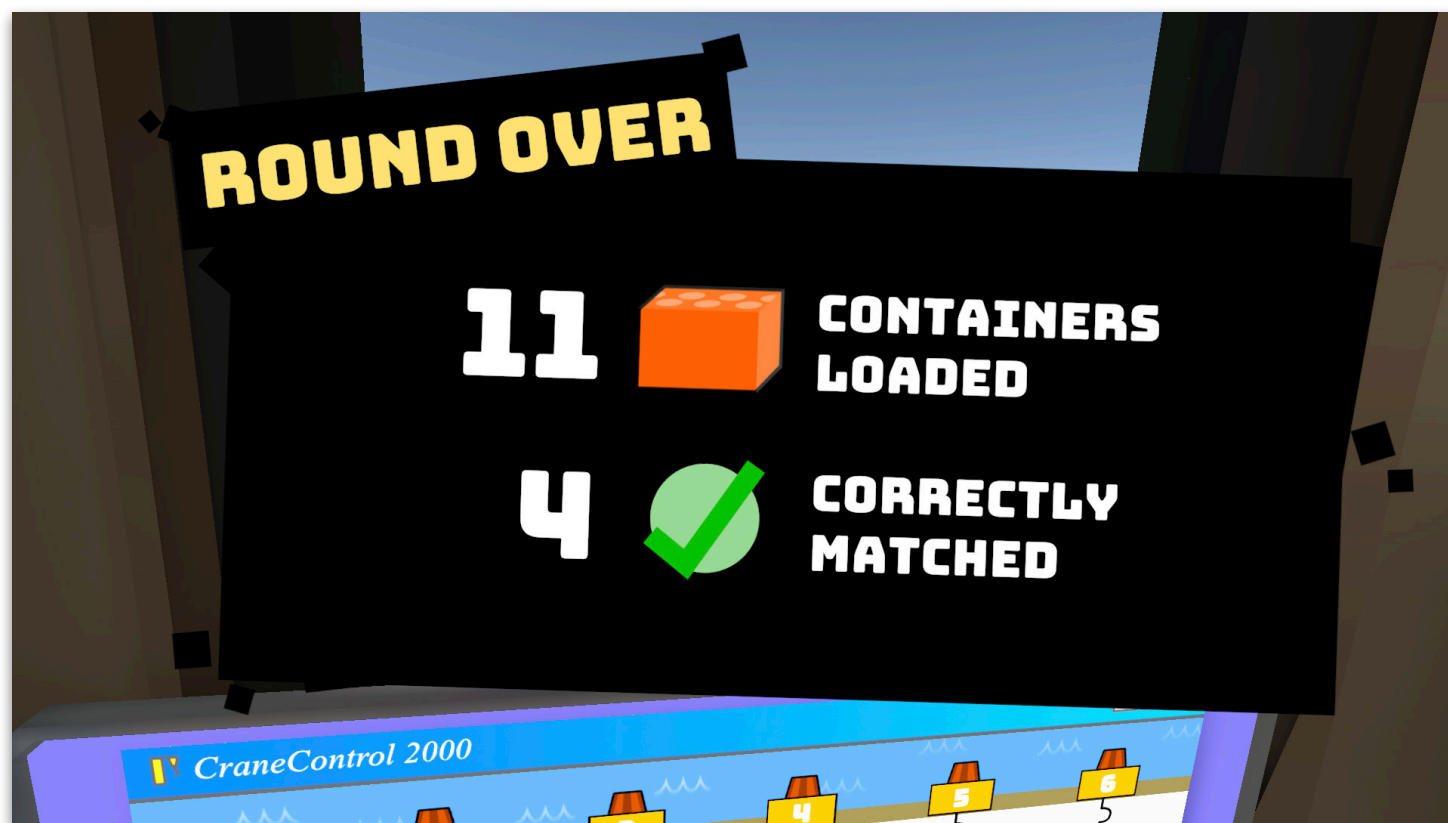 ROUND OVER
11
CONTAINERS
LOADED
4
CORRECTLY
MATCHED
CraneControl 2000
4
5
6